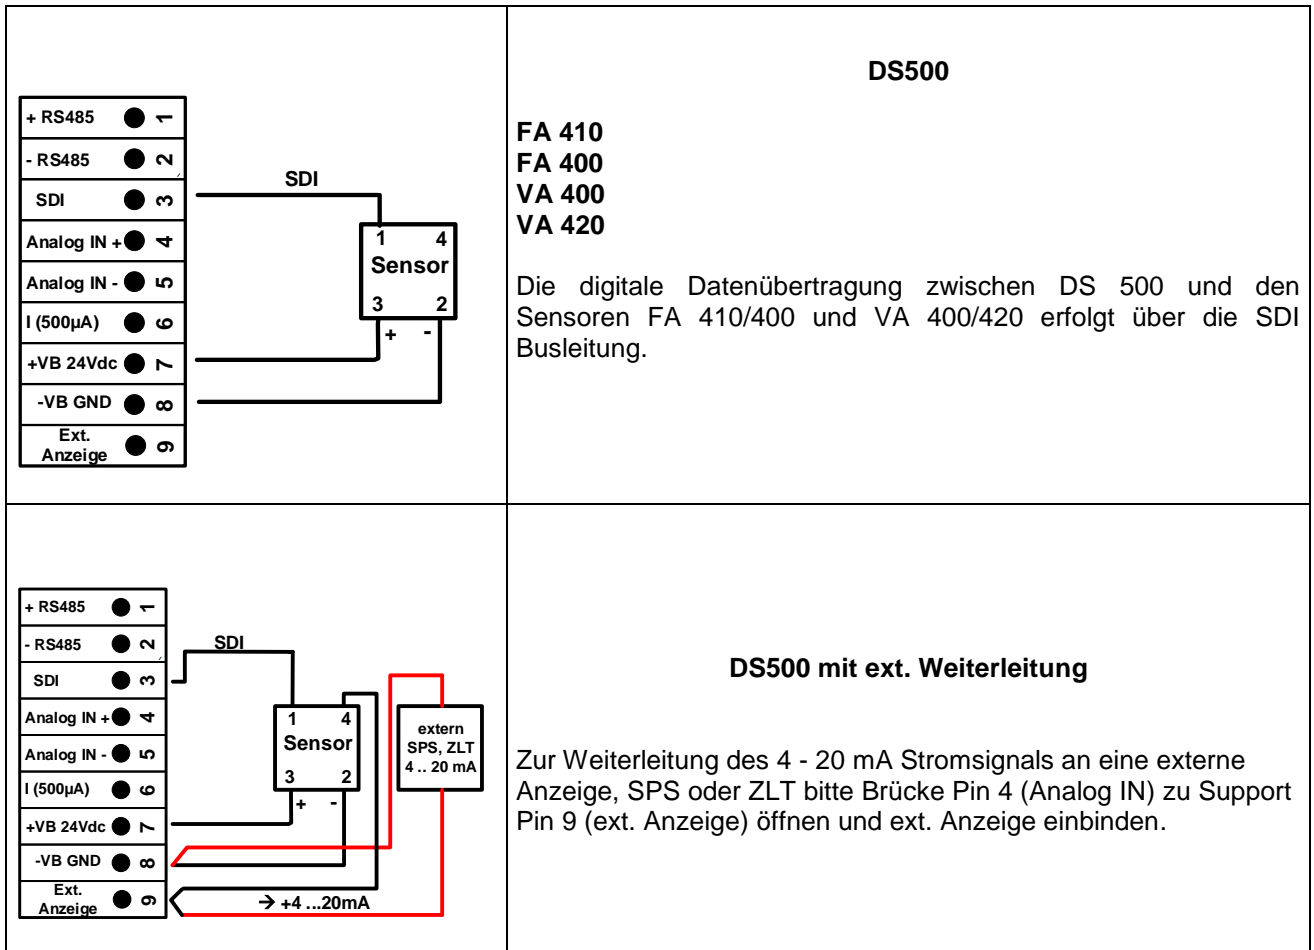 + RS485 1
- RS485 2
SDI 3
Analog IN + 4
Analog IN - 5
I (500µA) 6
+VB 24Vdc 7
-VB GND 8
Ext.
Anzeige 9
SDI
1 4
Sensor
3 2
+ -
DS500
FA 410
FA 400
VA 400
VA 420
Die digitale Datenübertragung zwischen DS 500 und den
Sensoren FA 410/400 und VA 400/420 erfolgt über die SDI
Busleitung.
+ RS485 1
- RS485 2
SDI 3
Analog IN + 4
Analog IN - 5
I (500µA) 6
+VB 24Vdc 7
-VB GND 8
Ext.
Anzeige 9
SDI
1 4
Sensor
3 2
+ -
extern
SPS, ZLT
4 .. 20 mA
→ +4 ...20mA
DS500 mit ext. Weiterleitung
Zur Weiterleitung des 4 - 20 mA Stromsignals an eine externe
Anzeige, SPS oder ZLT bitte Brücke Pin 4 (Analog IN) zu Support
Pin 9 (ext. Anzeige) öffnen und ext. Anzeige einbinden.